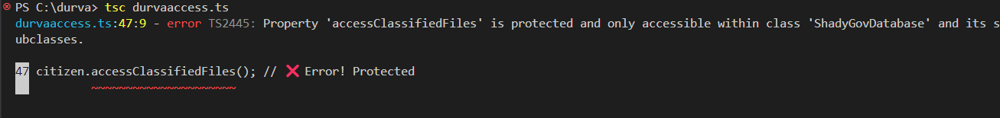 PS C:\durva> tsc durvaaccess.ts
durvaaccess.ts:47:9 - error TS2445: Property 'accessClassifiedFiles' is protected and only accessible within class 'ShadyGovDatabase' and its s
ubclasses.
47 citizen.accessClassifiedFiles(); // ❌ Error! Protected
~~~~~~~~~~~~~~~~~~~~~